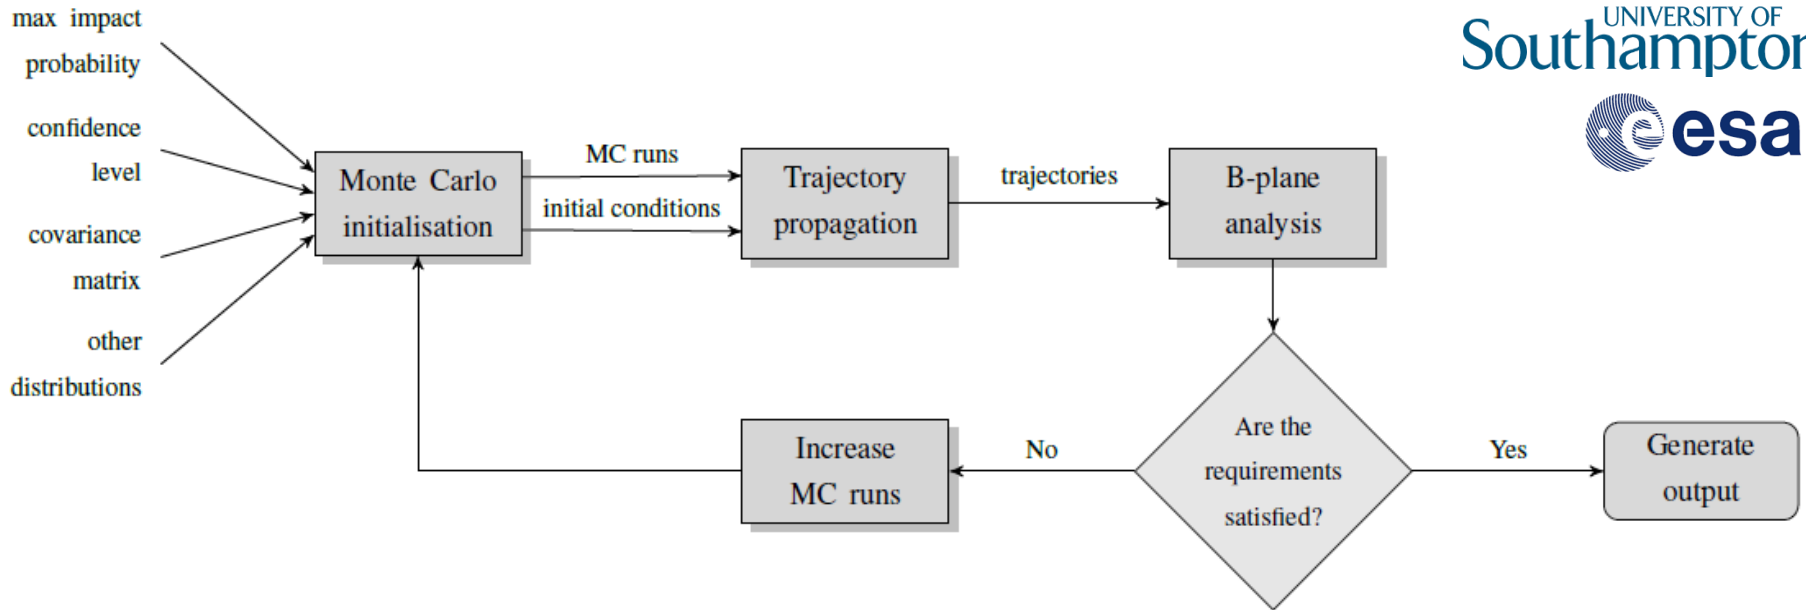 max impact
probability
confidence
level
covariance
matrix
other
distributions
Monte Carlo
initialisation
MC runs
initial conditions
Trajectory
propagation
trajectories
B-plane
analysis
Are the
requirements
satisfied?
No
Increase
MC runs
Yes
Generate
output
UNIVERSITY OF
Southampton
esa